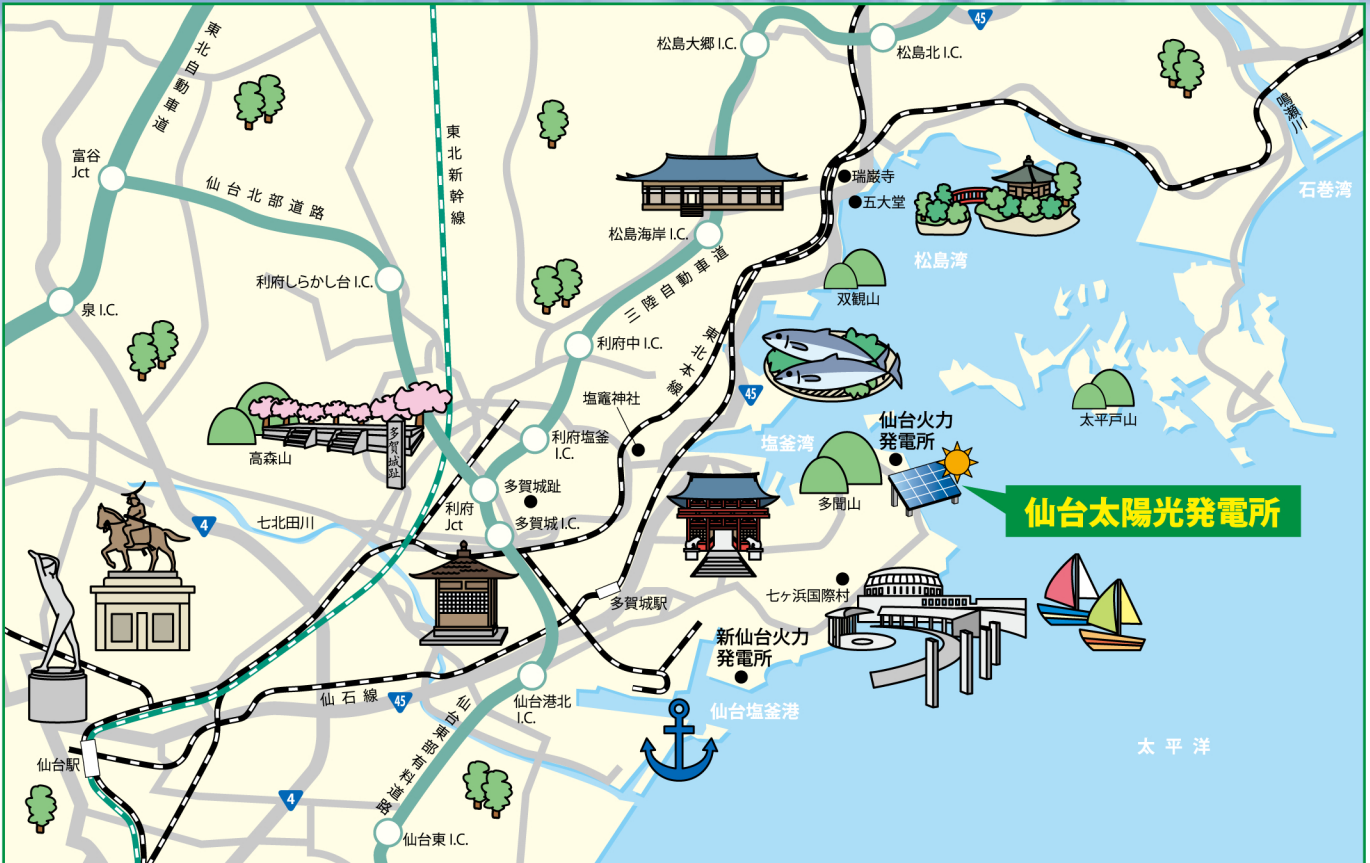 45
松島大郷 I.C.
松島北 I.C.
東北自動車道
鳴瀬川
東北新幹線
富谷
Jct
仙台北部道路
瑞巌寺
五大堂
石巻湾
松島海岸 I.C.
松島湾
利府しらかし台 I.C.
三陸自動車道
双観山
泉 I.C.
利府中 I.C.
東北本線
45
塩竈神社
仙台火力
発電所
太平戸山
多賀城趾
高森山
利府塩釜
I.C.
塩釜湾
多聞山
利府
Jct
多賀城趾
仙台太陽光発電所
4
七北田川
多賀城 I.C.
多賀城駅
七ヶ浜国際村
新仙台火力
発電所
仙石線
45
仙台港北
I.C.
仙台塩釜港
仙台東部有料道路
太平洋
仙台駅
4
仙台東 I.C.